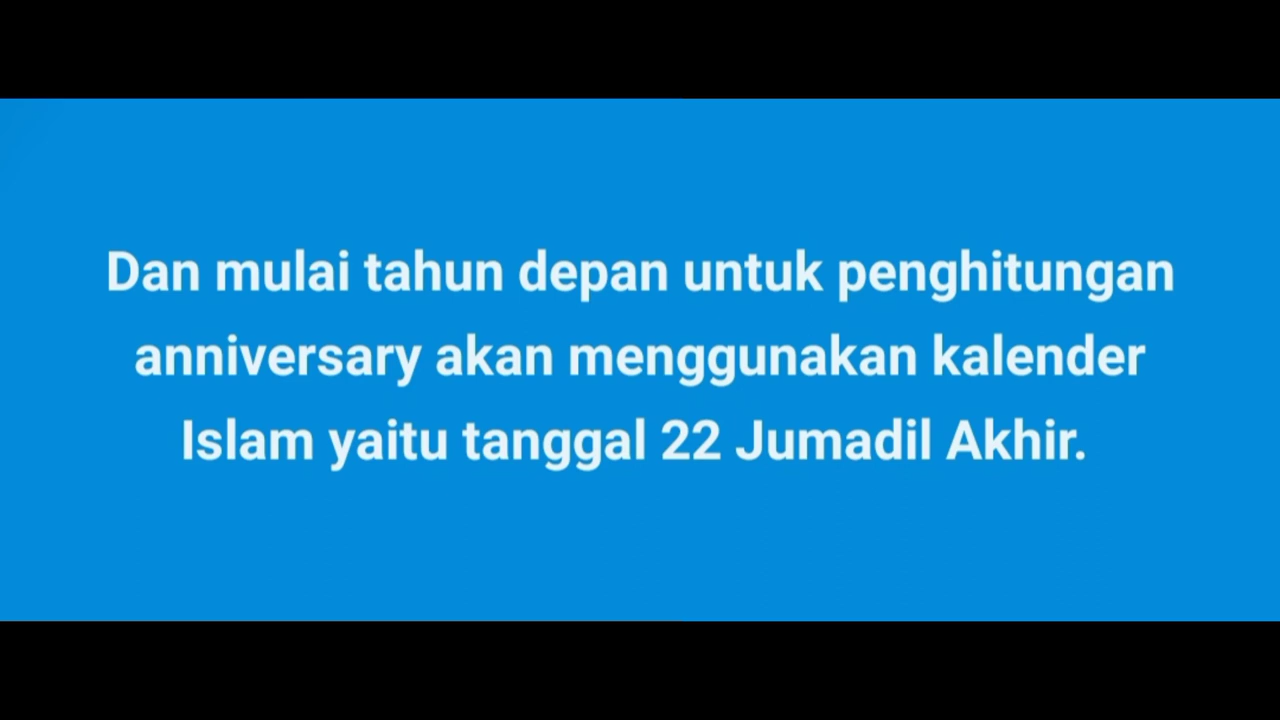 Dan mulai tahun depan untuk penghitungan
anniversary akan menggunakan kalender
Islam yaitu tanggal 22 Jumadil Akhir.